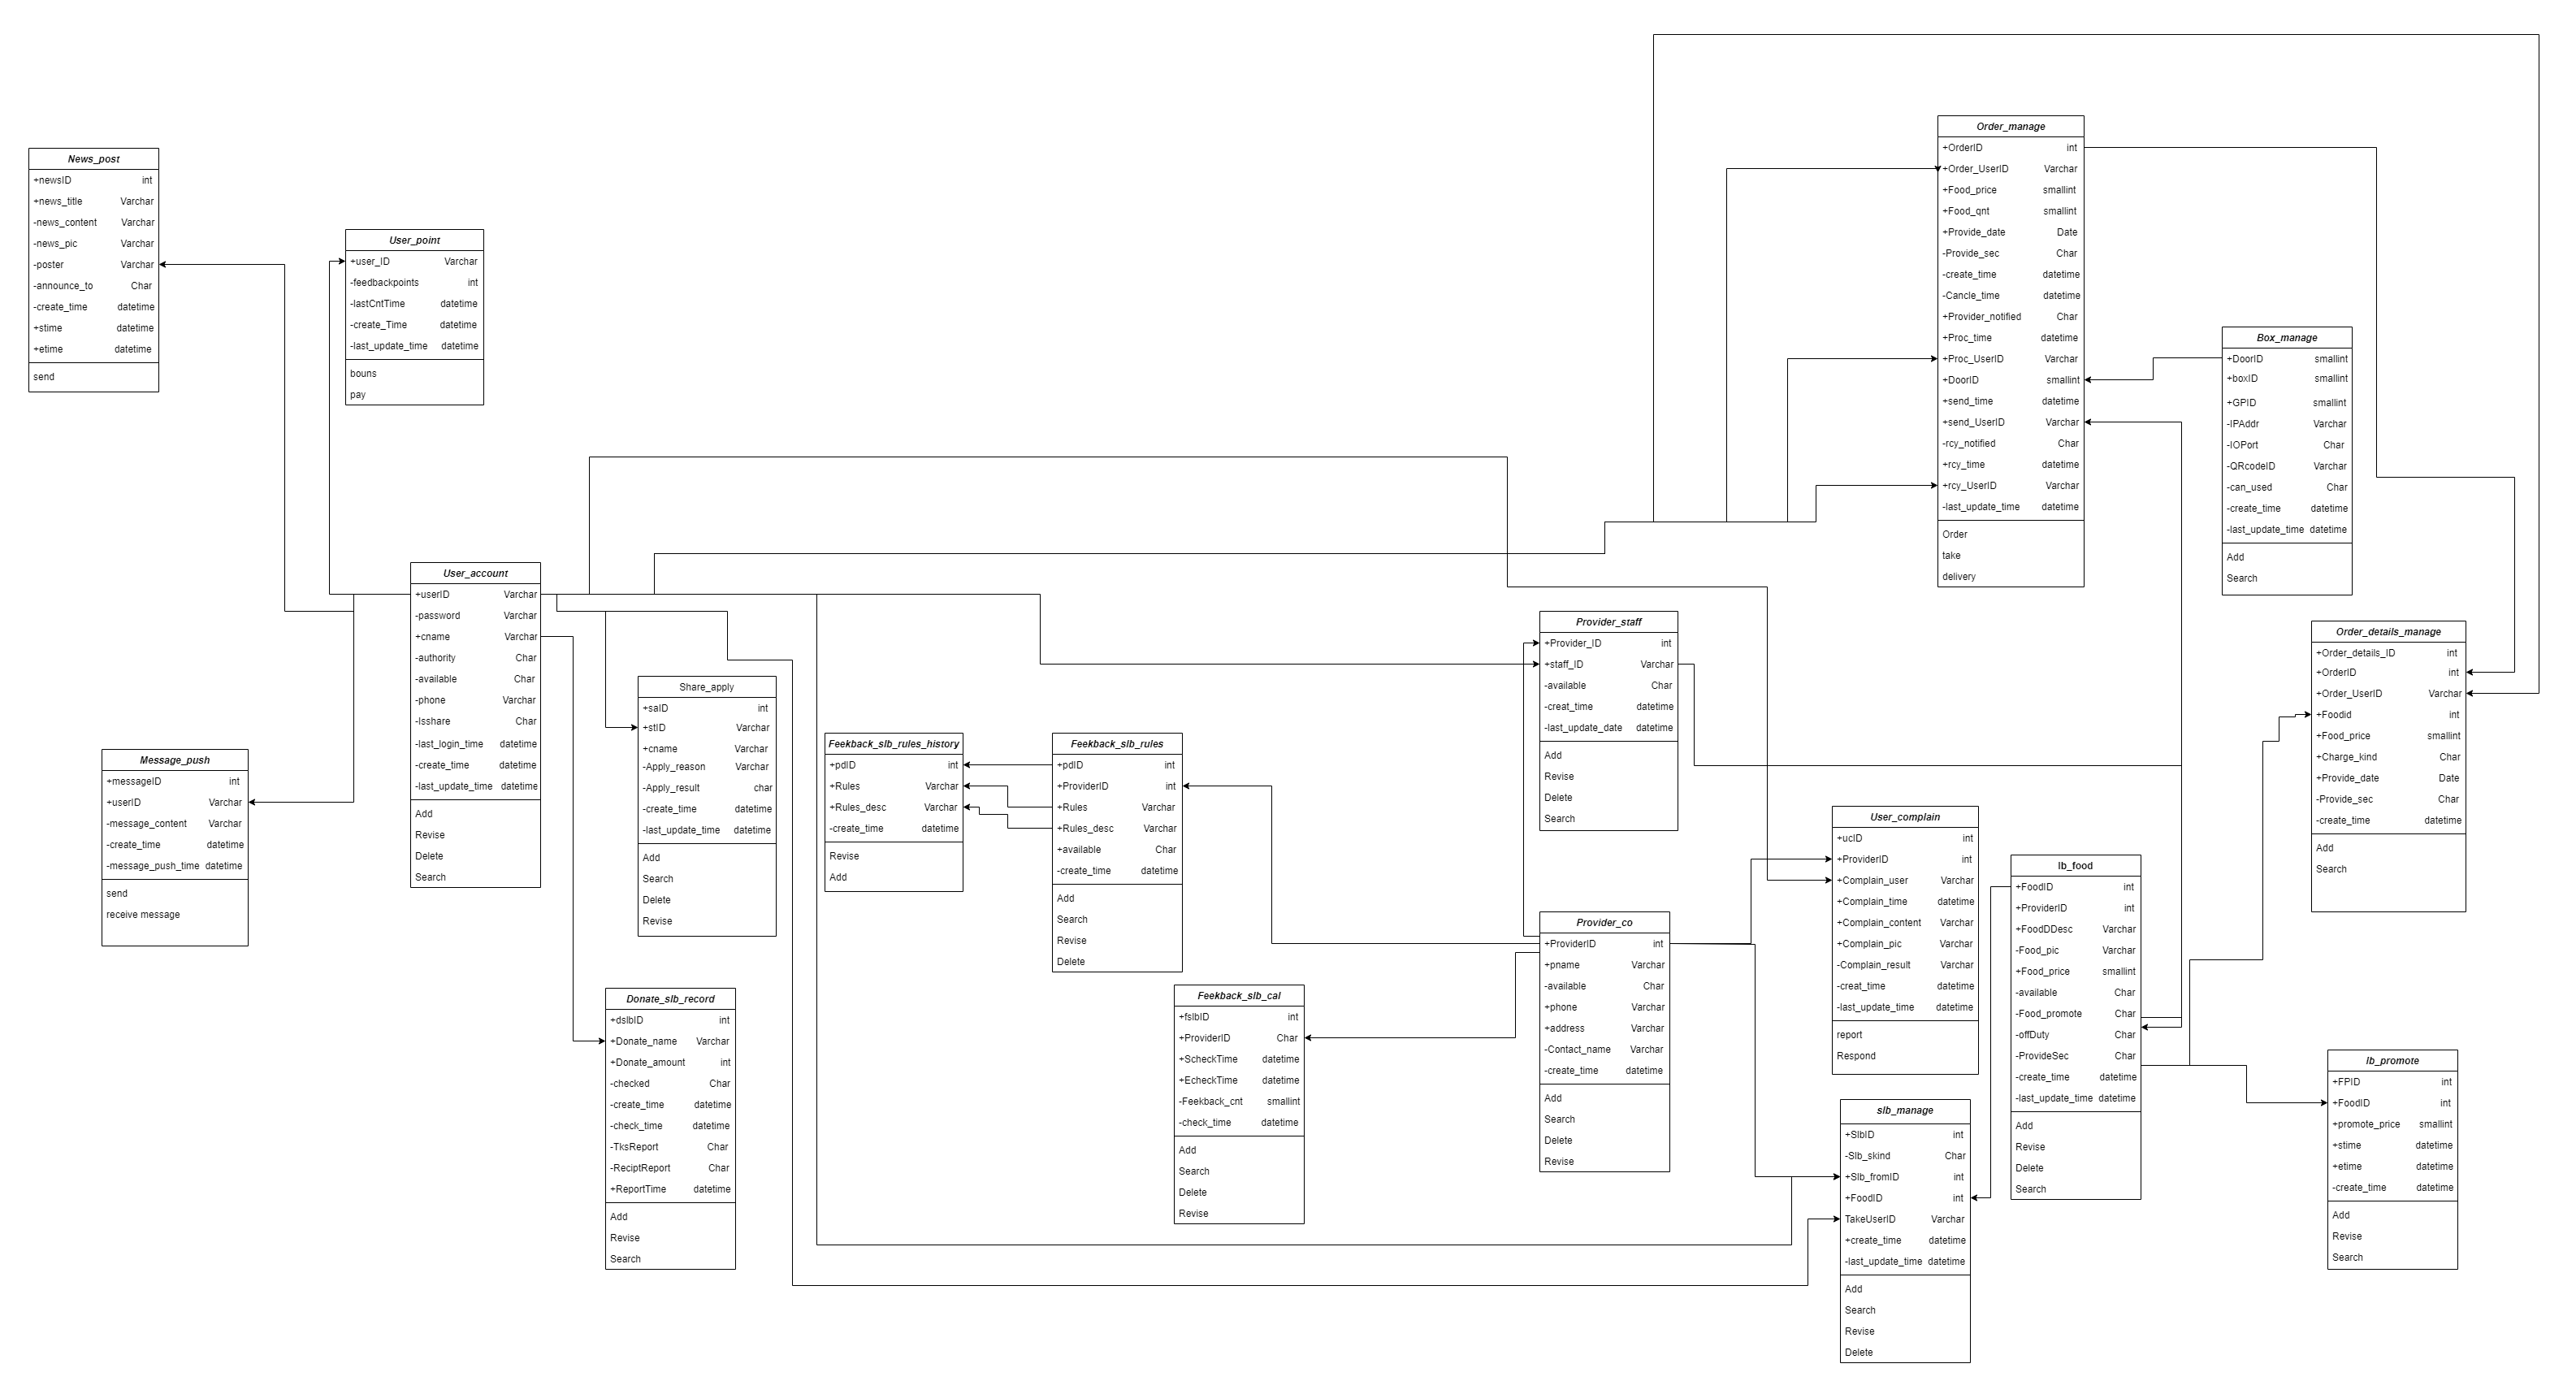 News_post
+newsID int
+news_title Varchar
-news_content Varchar
-news_pic Varchar
-poster Varchar
-announce_to Char
-create_time datetime
+stime datetime
+etime datetime
send
User_point
+user_ID Varchar
-feedbackpoints int
-lastCntTime datetime
-create_Time datetime
-last_update_time datetime
bouns
pay
User_account
+userID Varchar
-password Varchar
+cname Varchar
-authority Char
-available Char
-phone Varchar
-Isshare Char
-last_login_time datetime
-create_time datetime
-last_update_time datetime
Add
Revise
Delete
Search
Message_push
+messageID int
+userID Varchar
-message_content Varchar
-create_time datetime
-message_push_time datetime
send
receive message
Share_apply
+saID int
+stID Varchar
+cname Varchar
-Apply_reason Varchar
-Apply_result char
-create_time datetime
-last_update_time datetime
Add
Search
Delete
Revise
Donate_slb_record
+dslbID int
+Donate_name Varchar
+Donate_amount int
-checked Char
-create_time datetime
-check_time datetime
-TksReport Char
-ReciptReport Char
+ReportTime datetime
Add
Revise
Search
Feekback_slb_rules_history
+pdID int
+Rules Varchar
+Rules_desc Varchar
-create_time datetime
Revise
Add
Feekback_slb_rules
+pdID int
+ProviderID int
+Rules Varchar
+Rules_desc Varchar
+available Char
-create_time datetime
Add
Search
Revise
Delete
Feekback_slb_cal
+fslbID int
+ProviderID Char
+ScheckTime datetime
+EcheckTime datetime
-Feekback_cnt smallint
-check_time datetime
Add
Search
Delete
Revise
Provider_staff
+Provider_ID int
+staff_ID Varchar
-available Char
-creat_time datetime
-last_update_date datetime
Add
Revise
Delete
Search
Provider_co
+ProviderID int
+pname Varchar
-available Char
+phone Varchar
+address Varchar
-Contact_name Varchar
-create_time datetime
Add
Search
Delete
Revise
Order_manage
+OrderID int
+Order_UserID Varchar
+Food_price smallint
+Food_qnt smallint
+Provide_date Date
-Provide_sec Char
-create_time datetime
-Cancle_time datetime
+Provider_notified Char
+Proc_time datetime
+Proc_UserID Varchar
+DoorID smallint
+send_time datetime
+send_UserID Varchar
-rcy_notified Char
+rcy_time datetime
+rcy_UserID Varchar
-last_update_time datetime
Order
take
delivery
Box_manage
+DoorID smallint
+boxID smallint
+GPID smallint
-IPAddr Varchar
-IOPort Char
-QRcodeID Varchar
-can_used Char
-create_time datetime
-last_update_time datetime
Add
Search
Order_details_manage
+Order_details_ID int
+OrderID int
+Order_UserID Varchar
+Foodid int
+Food_price smallint
+Charge_kind Char
+Provide_date Date
-Provide_sec Char
-create_time datetime
Add
Search
User_complain
+ucID int
+ProviderID int
+Complain_user Varchar
+Complain_time datetime
+Complain_content Varchar
+Complain_pic Varchar
-Complain_result Varchar
-creat_time datetime
-last_update_time datetime
report
Respond
lb_food
+FoodID int
+ProviderID int
+FoodDDesc Varchar
-Food_pic Varchar
+Food_price smallint
-available Char
-Food_promote Char
-offDuty Char
-ProvideSec Char
-create_time datetime
-last_update_time datetime
Add
Revise
Delete
Search
slb_manage
+SlbID int
-Slb_skind Char
+Slb_fromID int
+FoodID int
TakeUserID Varchar
+create_time datetime
-last_update_time datetime
Add
Search
Revise
Delete
lb_promote
+FPID int
+FoodID int
+promote_price smallint
+stime datetime
+etime datetime
-create_time datetime
Add
Revise
Search